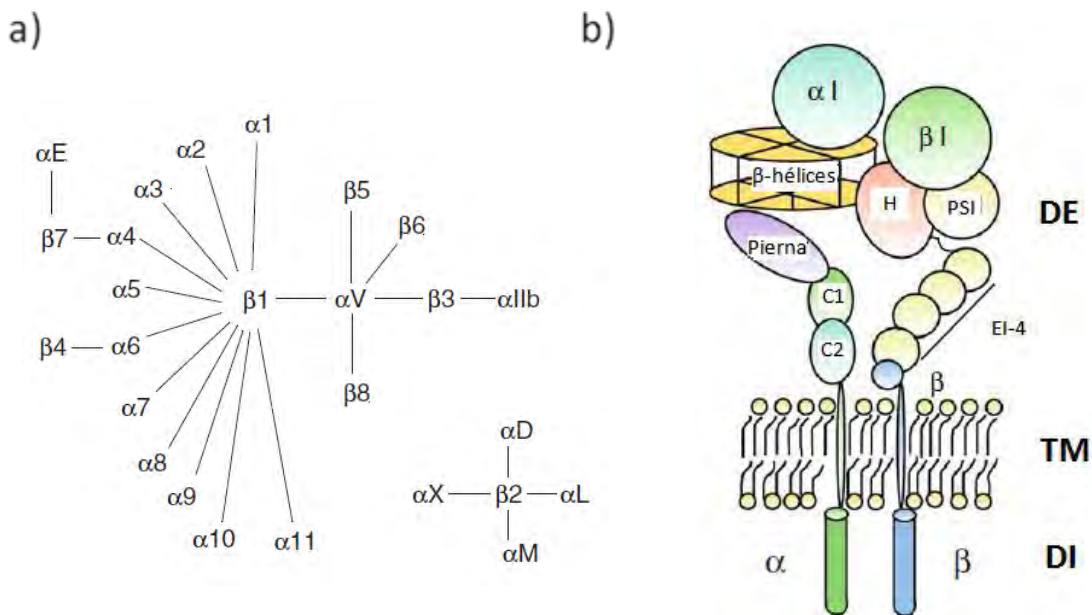 a)
αE
α1
α2
α3
β7
α4
α5
β4
α6
α7
α8
α9
α10
α11
β1
αV
β5
β6
β3
αIIb
β8
αD
αX
β2
αL
αM
b)
α I
β I
β-hélices
H
PSI
DE
Pierna
C1
C2
EI-4
β
TM
α
β
DI